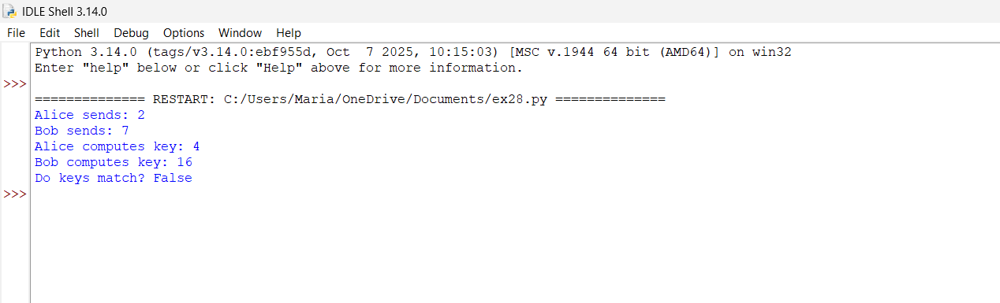 IDLE Shell 3.14.0
File Edit Shell Debug Options Window Help
Python 3.14.0 (tags/v3.14.0:ebf955d, Oct  7 2025, 10:15:03) [MSC v.1944 64 bit (AMD64)] on win32
Enter "help" below or click "Help" above for more information.
>>>
============== RESTART: C:/Users/Maria/OneDrive/Documents/ex28.py ==============
Alice sends: 2
Bob sends: 7
Alice computes key: 4
Bob computes key: 16
Do keys match? False
>>>